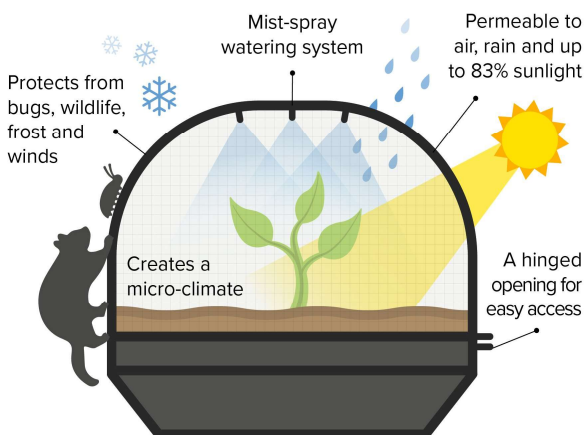 Mist-spray
watering system
Permeable to
air, rain and up
to 83% sunlight
Protects from
bugs, wildlife,
frost and
winds
Creates a
micro-climate
A hinged
opening for
easy access